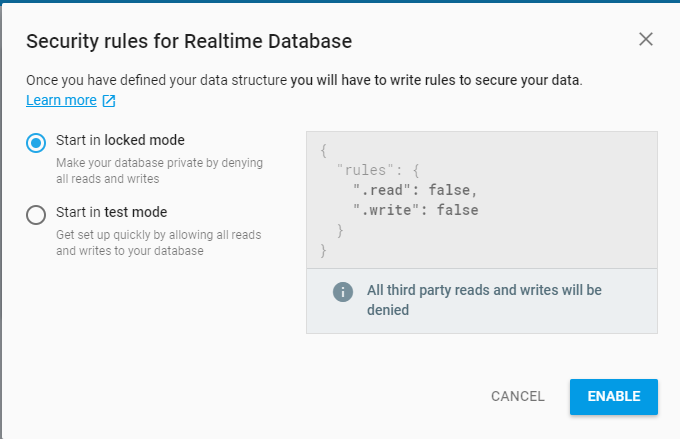 Security rules for Realtime Database
Once you have defined your data structure you will have to write rules to secure your data.
Learn more
Start in locked mode
Make your database private by denying
all reads and writes
Start in test mode
Get set up quickly by allowing all reads
and writes to your database
{
  "rules": {
    ".read": false,
    ".write": false
  }
}
All third party reads and writes will be
denied
CANCEL
ENABLE